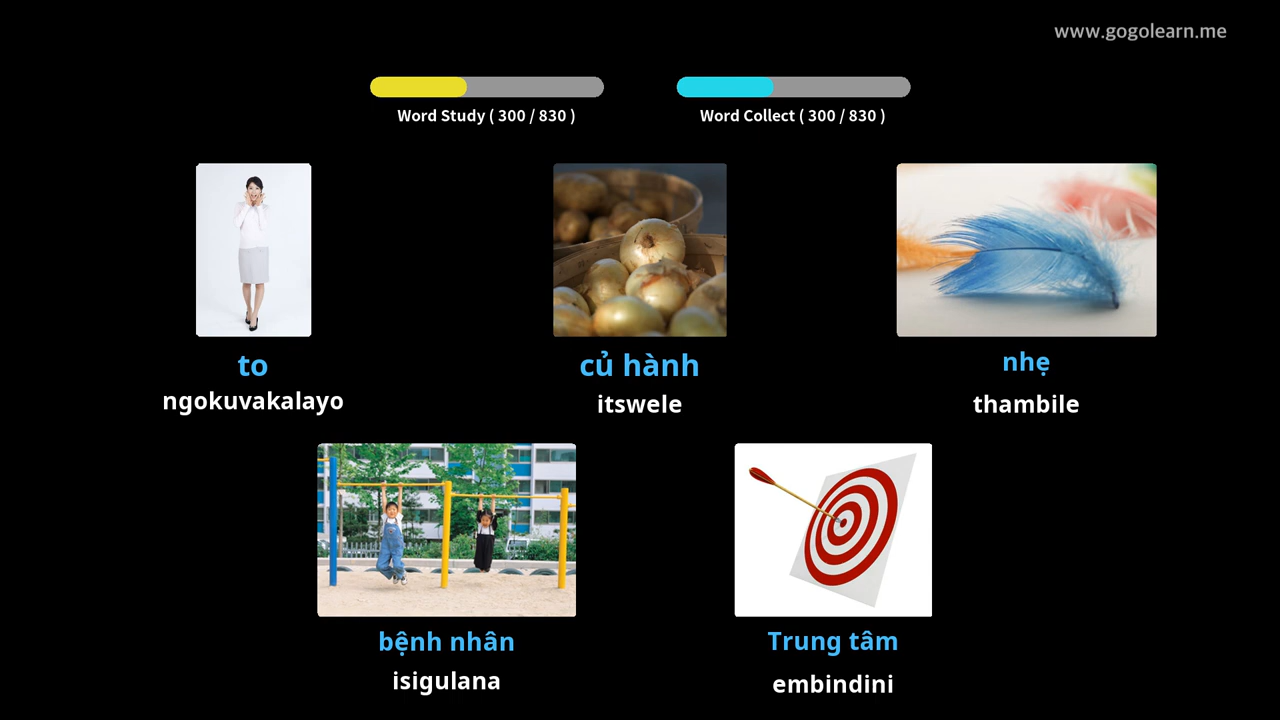 www.gogolearn.me
Word Study ( 300 / 830 )
Word Collect ( 300 / 830 )
to
ngokuvakalayo
củ hành
itswele
nhẹ
thambile
bệnh nhân
isigulana
Trung tâm
embindini